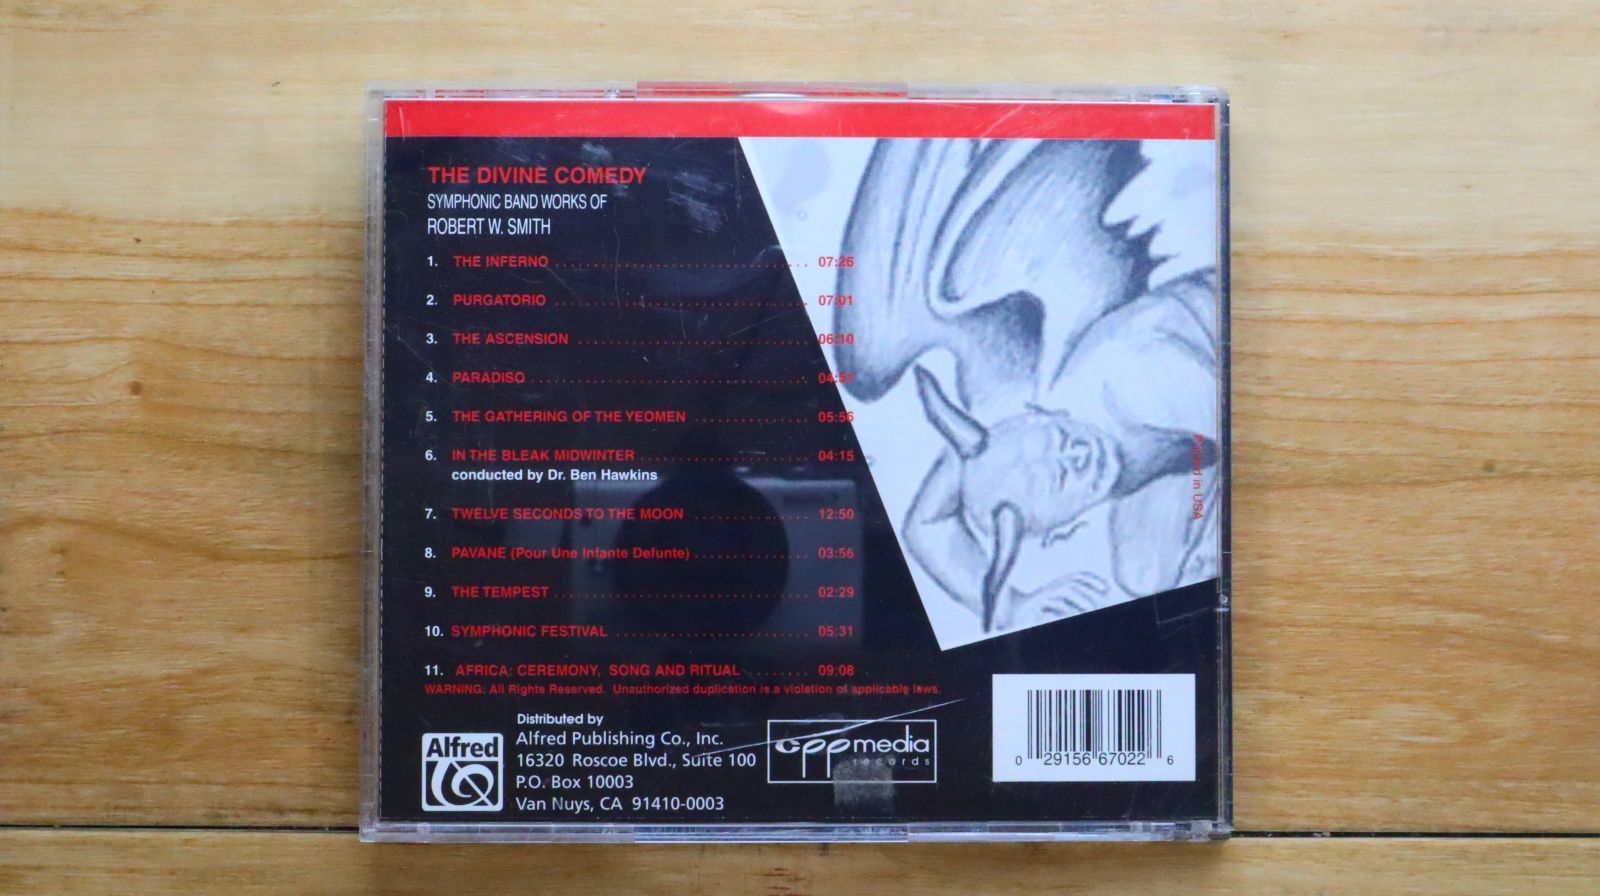 THE DIVINE COMEDY
SYMPHONIC BAND WORKS OF
ROBERT W. SMITH
1. THE INFERNO 07:26
2. PURGATORIO 07:01
3. THE ASCENSION 06:10
4. PARADISO 04:51
5. THE GATHERING OF THE YEOMEN 05:56
6. IN THE BLEAK MIDWINTER 04:15
conducted by Dr. Ben Hawkins
7. TWELVE SECONDS TO THE MOON 12:50
8. PAVANE (Pour Une Infante Defunte) 03:56
9. THE TEMPEST 02:29
10. SYMPHONIC FESTIVAL 05:31
11. AFRICA: CEREMONY, SONG AND RITUAL 09:08
WARNING: All Rights Reserved. Unauthorized duplication is a violation of applicable laws.
Printed in USA
Alfred
Distributed by
Alfred Publishing Co., Inc.
16320 Roscoe Blvd., Suite 100
P.O. Box 10003
Van Nuys, CA 91410-0003
cppmedia
records
0 29156 67022 6